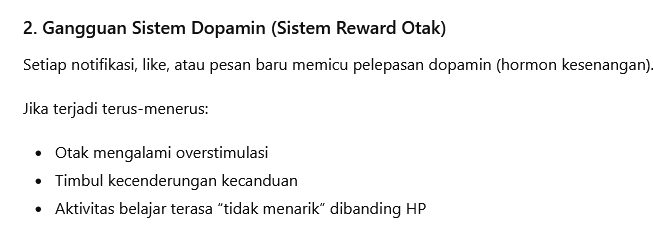 2. Gangguan Sistem Dopamin (Sistem Reward Otak)
Setiap notifikasi, like, atau pesan baru memicu pelepasan dopamin (hormon kesenangan).
Jika terjadi terus-menerus:
• Otak mengalami overstimulasi
• Timbul kecenderungan kecanduan
• Aktivitas belajar terasa “tidak menarik” dibanding HP